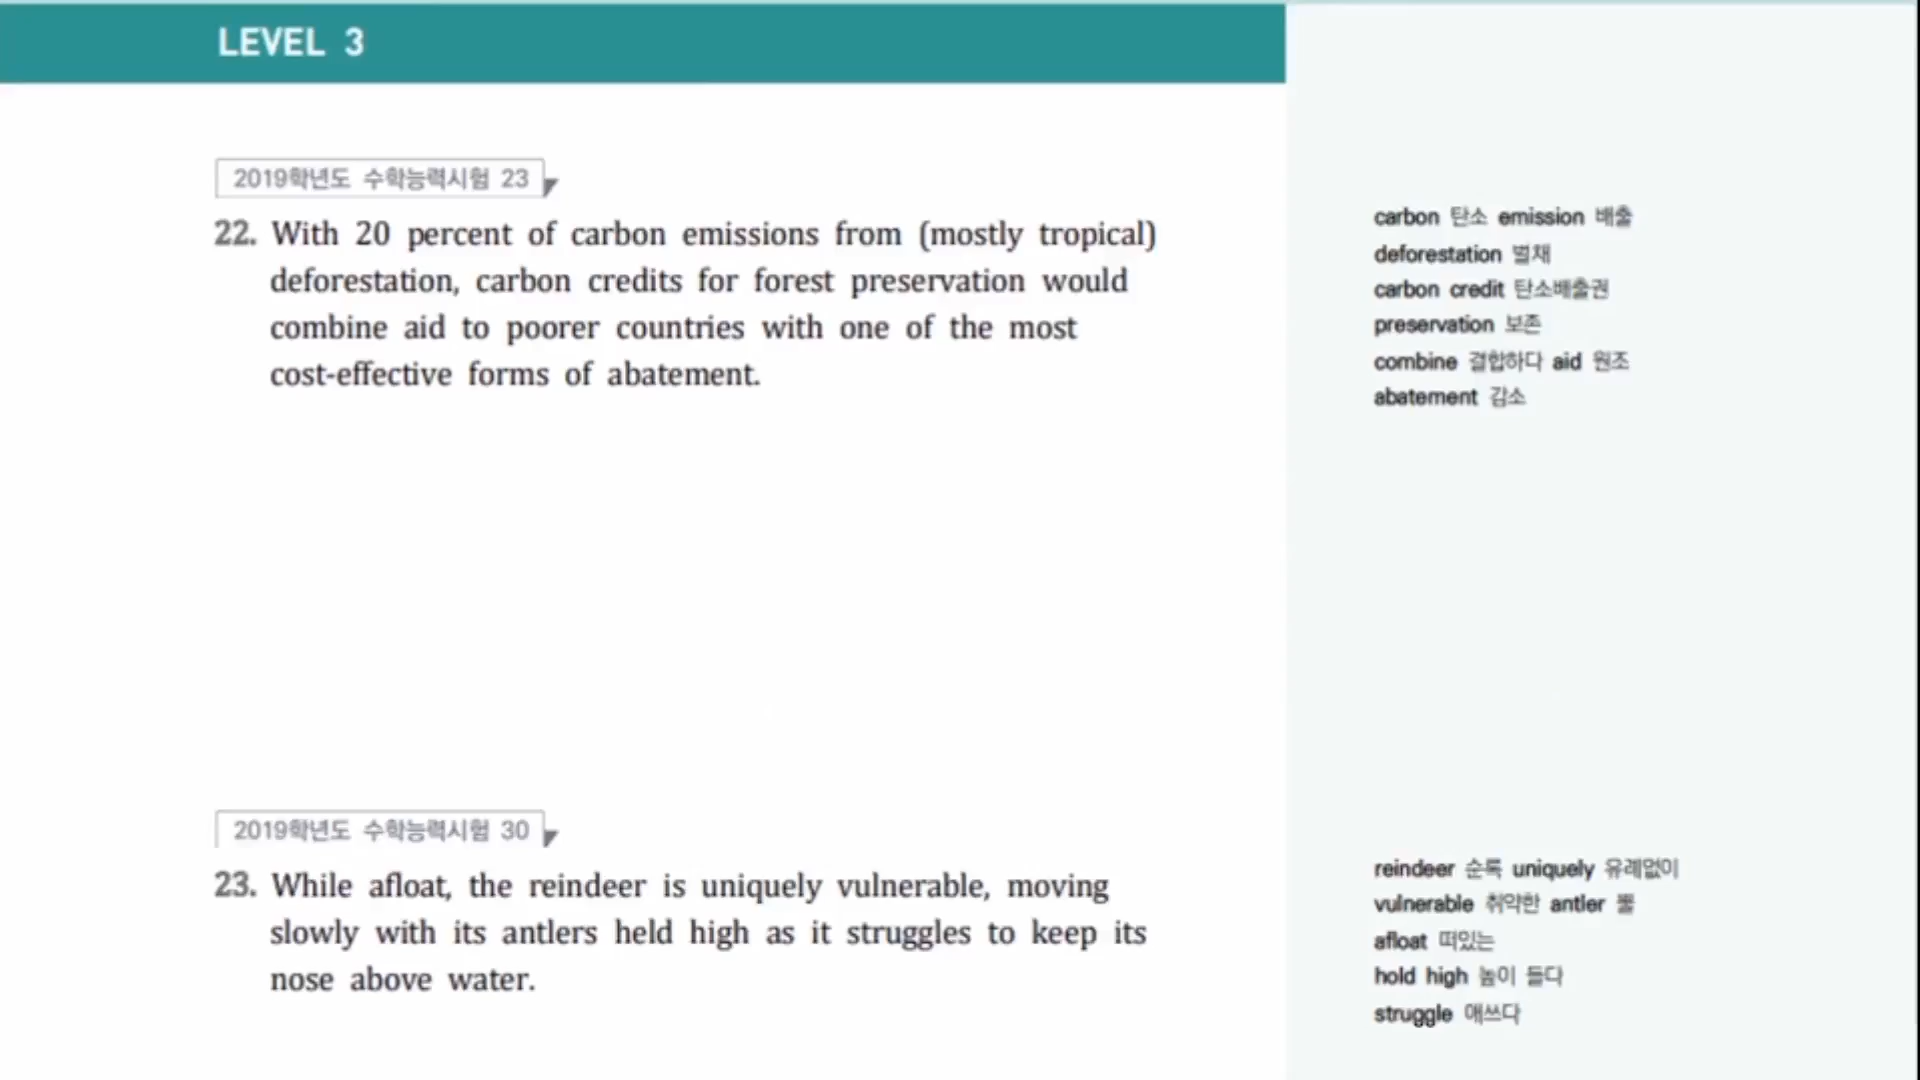 LEVEL 3
2019학년도 수학능력시험 23
22. With 20 percent of carbon emissions from (mostly tropical)
deforestation, carbon credits for forest preservation would
combine aid to poorer countries with one of the most
cost-effective forms of abatement.
carbon 탄소 emission 배출
deforestation 벌채
carbon credit 탄소배출권
preservation 보존
combine 결합하다 aid 원조
abatement 감소
2019학년도 수학능력시험 30
23. While afloat, the reindeer is uniquely vulnerable, moving
slowly with its antlers held high as it struggles to keep its
nose above water.
reindeer 순록 uniquely 유례없이
vulnerable 취약한 antler 뿔
afloat 떠있는
hold high 높이 들다
struggle 애쓰다